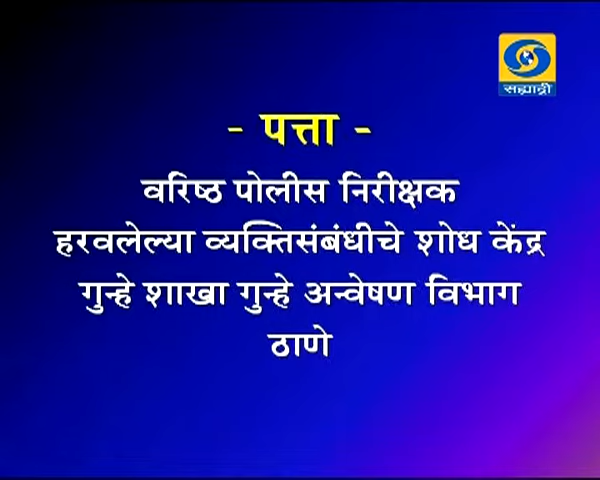 सह्याद्री
- पत्ता -
वरिष्ठ पोलीस निरीक्षक
हरवलेल्या व्यक्तिसंबंधीचे शोध केंद्र
गुन्हे शाखा गुन्हे अन्वेषण विभाग
ठाणे